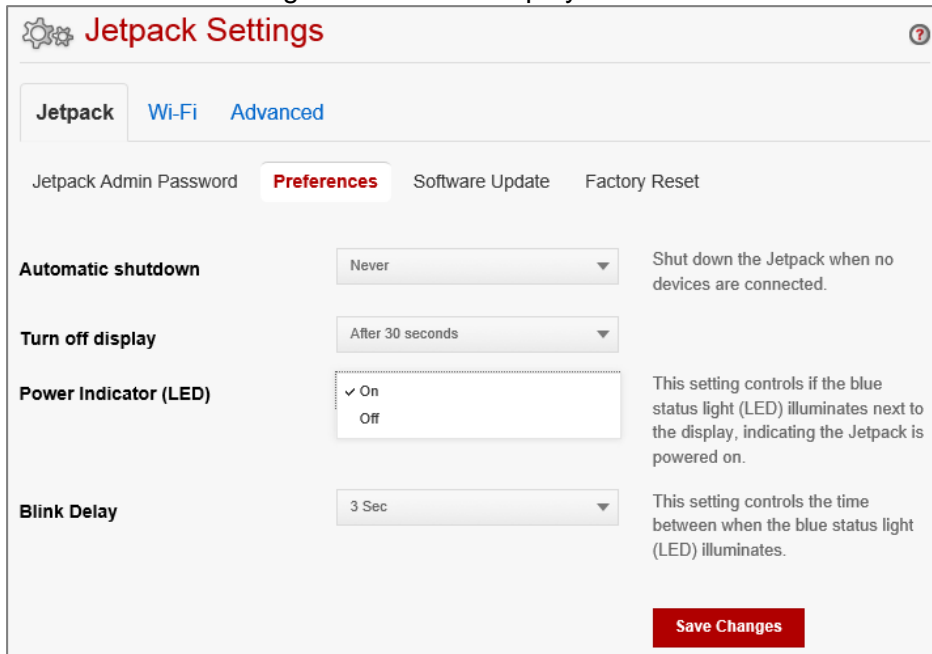 Jetpack Settings
Jetpack Wi-Fi Advanced
Jetpack Admin Password Preferences Software Update Factory Reset
Automatic shutdown
Never
Shut down the Jetpack when no
devices are connected.
Turn off display
After 30 seconds
Power Indicator (LED)
✓ On
Off
This setting controls if the blue
status light (LED) illuminates next to
the display, indicating the Jetpack is
powered on.
Blink Delay
3 Sec
This setting controls the time
between when the blue status light
(LED) illuminates.
Save Changes